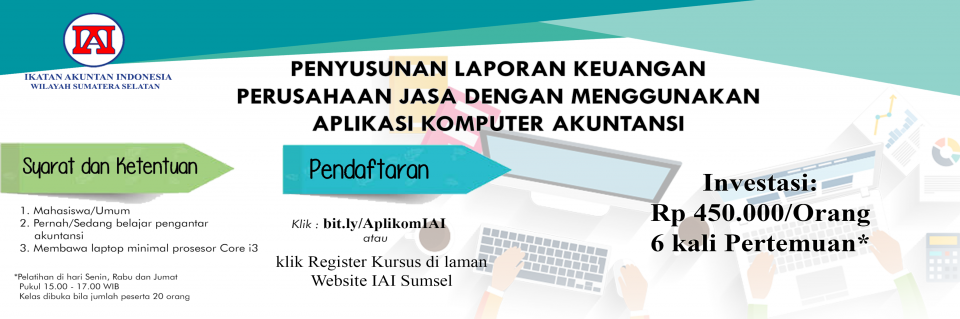 IAI
IKATAN AKUNTAN INDONESIA
WILAYAH SUMATERA SELATAN
PENYUSUNAN LAPORAN KEUANGAN
PERUSAHAAN JASA DENGAN MENGGUNAKAN
APLIKASI KOMPUTER AKUNTANSI
Syarat dan Ketentuan
1. Mahasiswa/Umum
2. Pernah/Sedang belajar pengantar
akuntansi
3. Membawa laptop minimal prosesor Core i3
*Pelatihan di hari Senin, Rabu dan Jumat
Pukul 15.00 - 17.00 WIB
Kelas dibuka bila jumlah peserta 20 orang
Pendaftaran
Klik : bit.ly/AplikomIAI
atau
klik Register Kursus di laman
Website IAI Sumsel
Investasi:
Rp 450.000/Orang
6 kali Pertemuan*